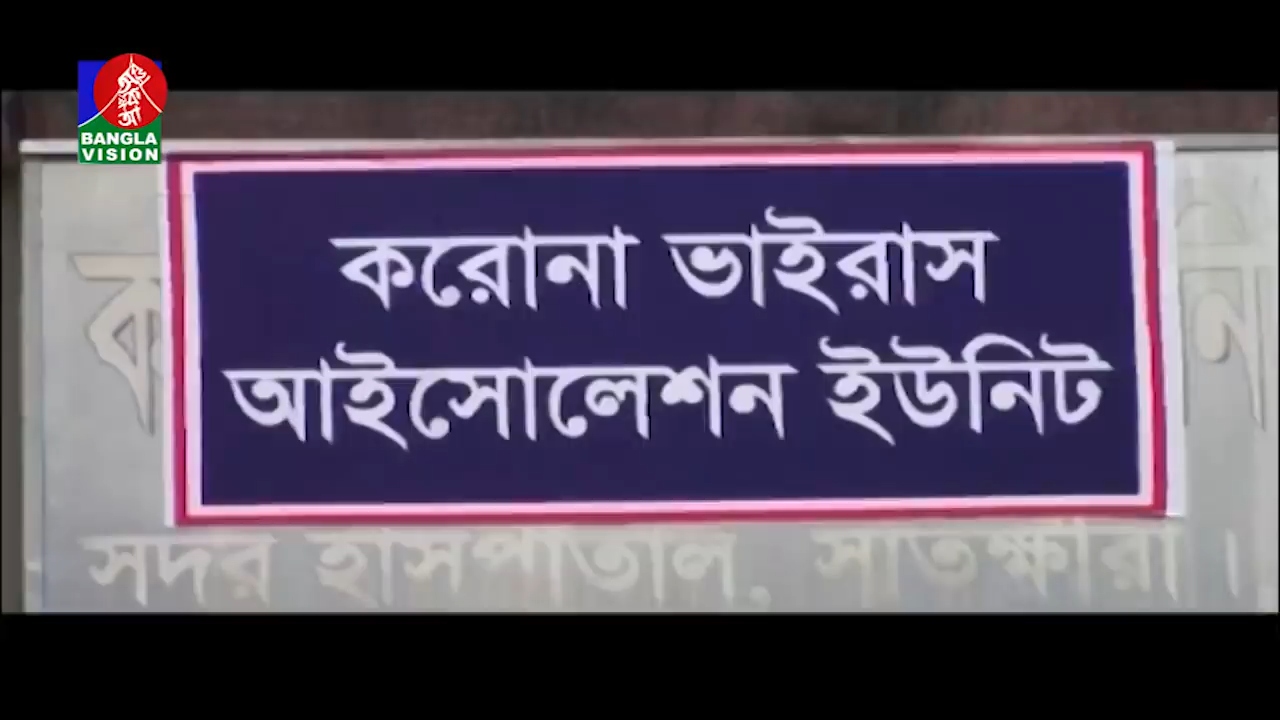 BANGLA
VISION
করোনা ভাইরাস
আইসোলেশন ইউনিট
সদর হাসপাতাল, সাতক্ষীরা।